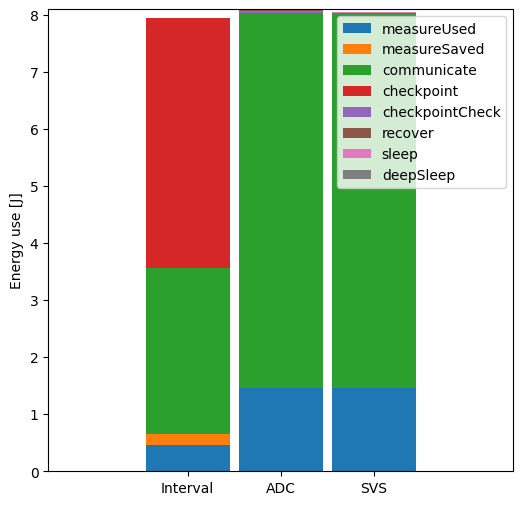 8
7
6
5
4
3
2
1
0
Energy use [J]
measureUsed
measureSaved
communicate
checkpoint
checkpointCheck
recover
sleep
deepSleep
Interval
ADC
SVS